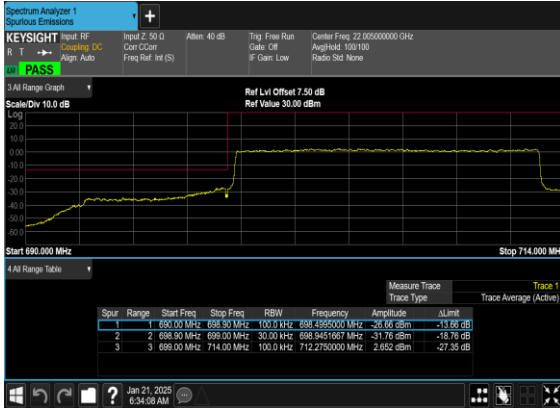 Spectrum Analyzer 1
Spurious Emissions
KEYSIGHT
R T
Input: RF
Coupling: DC
Align: Auto
Input Z: 50 Ω
Corr CCorr
Freq Ref: Int (S)
Atten: 40 dB
Trig: Free Run
Gate: Off
IF Gain: Low
Center Freq: 22.005000000 GHz
Avg|Hold: 100/100
Radio Std: None
PASS
3 All Range Graph
Scale/Div 10.0 dB
Ref Lvl Offset 7.50 dB
Ref Value 30.00 dBm
Log
20.0
10.0
0.00
-10.0
-20.0
-30.0
-40.0
-50.0
-60.0
Start 690.000 MHz
Stop 714.000 MH
4 All Range Table
Measure Trace Trace 1
Trace Type Trace Average (Active)
Spur Range Start Freq Stop Freq RBW Frequency Amplitude ΔLimit
1 1 690.00 MHz 698.90 MHz 100.0 kHz 698.4995000 MHz -26.66 dBm -13.66 dB
2 2 698.90 MHz 699.00 MHz 30.00 kHz 698.9451667 MHz -31.76 dBm -18.76 dB
3 3 699.00 MHz 714.00 MHz 100.0 kHz 712.2750000 MHz 2.652 dBm -27.35 dB
Jan 21, 2025
6:34:08 AM